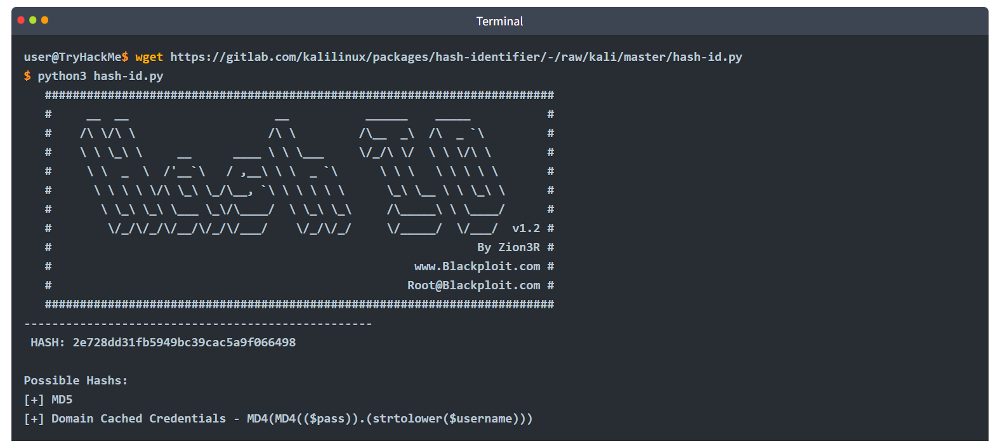 Terminal
user@TryHackMe$ wget https://gitlab.com/kalilinux/packages/hash-identifier/-/raw/kali/master/hash-id.py
$ python3 hash-id.py
   #########################################################################
   #     __  __                     __           ______    _____           #
   #    /\ \/\ \                   /\ \         /\__  _\  /\  _ `\         #
   #    \ \ \_\ \     __      ____ \ \ \___     \/_/\ \/  \ \ \/\ \        #
   #     \ \  _  \  /'__`\   / ,__\ \ \  _ `\      \ \ \   \ \ \ \ \       #
   #      \ \ \ \ \/\ \_\ \_/\__, `\ \ \ \ \ \      \_\ \__ \ \ \_\ \      #
   #       \ \_\ \_\ \___ \_\/\____/  \ \_\ \_\     /\_____\ \ \____/      #
   #        \/_/\/_/\/__/\/_/\/___/    \/_/\/_/     \/_____/  \/___/  v1.2 #
   #                                                             By Zion3R #
   #                                                    www.Blackploit.com #
   #                                                   Root@Blackploit.com #
   #########################################################################
--------------------------------------------------
 HASH: 2e728dd31fb5949bc39cac5a9f066498

Possible Hashs:
[+] MD5
[+] Domain Cached Credentials - MD4(MD4(($pass)).(strtolower($username)))